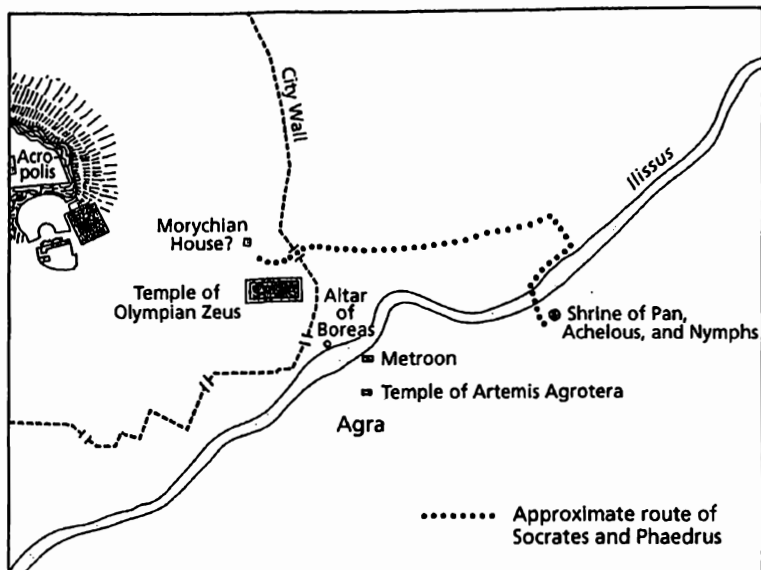 City Wall
Acro-
polis
Ilissus
Morychian
House?
Temple of
Olympian Zeus
Altar
of
Boreas
Shrine of Pan,
Achelous, and Nymphs
Metroon
Temple of Artemis Agrotera
Agra
Approximate route of
Socrates and Phaedrus